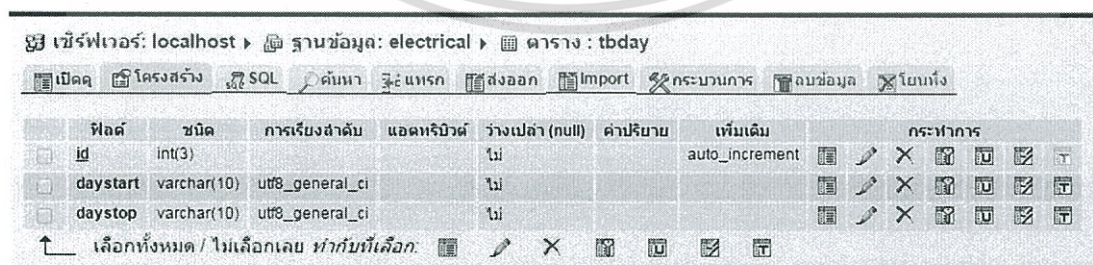 เซิร์ฟเวอร์: localhost ▸ ฐานข้อมูล: electrical ▸ ตาราง : tbday
เปิดดู โครงสร้าง SQL ค้นหา แทรก ส่งออก Import กระบวนการ ลบข้อมูล โยนทิ้ง
ฟิลด์ ชนิด การเรียงลำดับ แอตทริบิวต์ ว่างเปล่า (null) ค่าปริยาย เพิ่มเติม กระทำการ
id int(3) ไม่ auto_increment
daystart varchar(10) utf8_general_ci ไม่
daystop varchar(10) utf8_general_ci ไม่
เลือกทั้งหมด / ไม่เลือกเลย ทำกับที่เลือก: